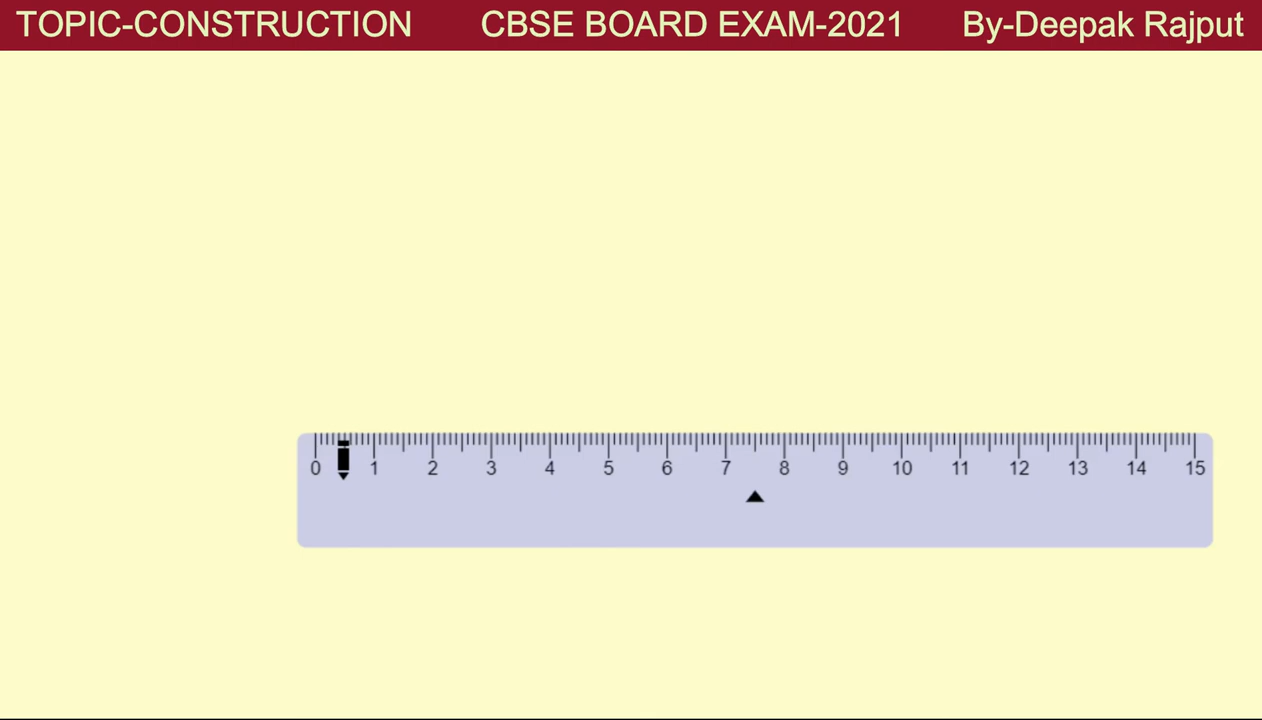 TOPIC-CONSTRUCTION CBSE BOARD EXAM-2021 By-Deepak Rajput
0 1 2 3 4 5 6 7 8 9 10 11 12 13 14 15